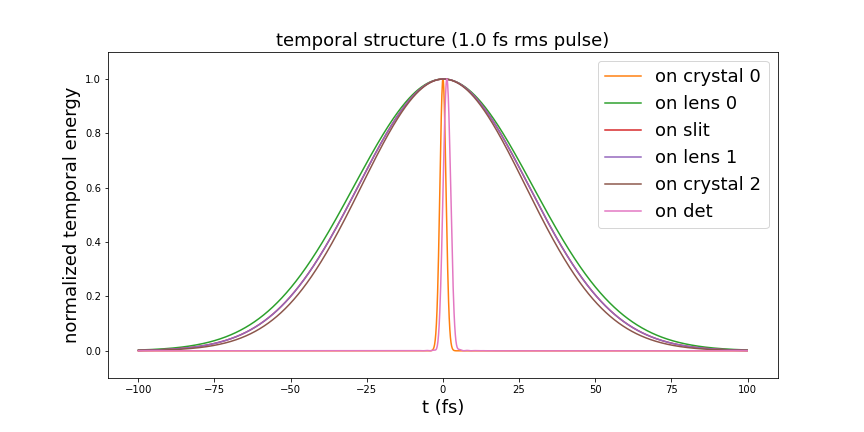 temporal structure (1.0 fs rms pulse)
normalized temporal energy
1.0
0.8
0.6
0.4
0.2
0.0
−100
−75
−50
−25
0
25
50
75
100
t (fs)
on crystal 0
on lens 0
on slit
on lens 1
on crystal 2
on det